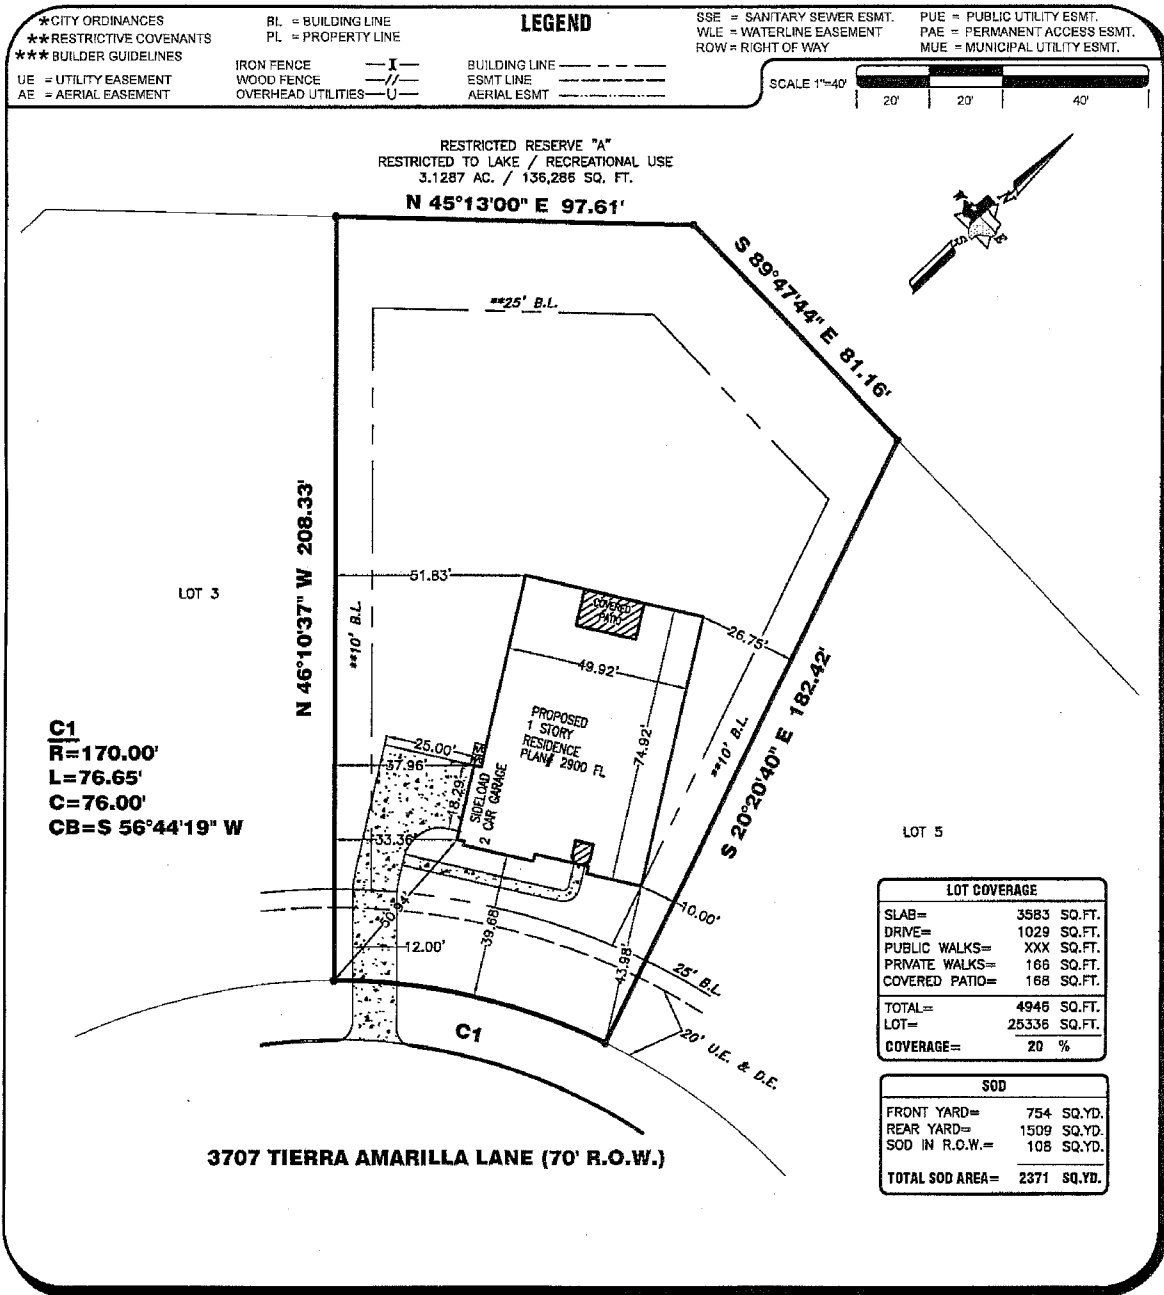 LEGEND
*CITY ORDINANCES
**RESTRICTIVE COVENANTS
***BUILDER GUIDELINES
UE = UTILITY EASEMENT
AE = AERIAL EASEMENT
BL = BUILDING LINE
PL = PROPERTY LINE
IRON FENCE —I—
WOOD FENCE —//—
OVERHEAD UTILITIES —U—
BUILDING LINE
ESMT LINE
AERIAL ESMT
SSE = SANITARY SEWER ESMT.
WLE = WATERLINE EASEMENT
ROW = RIGHT OF WAY
PUE = PUBLIC UTILITY ESMT.
PAE = PERMANENT ACCESS ESMT.
MUE = MUNICIPAL UTILITY ESMT.
SCALE 1"=40'
20' 20' 40'
RESTRICTED RESERVE "A"
RESTRICTED TO LAKE / RECREATIONAL USE
3.1287 AC. / 136,286 SQ. FT.
N 45°13'00" E 97.61'
S 89°47'44" E 81.16'
N
E
S
W
**25' B.L.
N 46°10'37" W 208.33'
LOT 3
**10' B.L.
51.83'
COVERED
PATIO
26.75'
49.92'
PROPOSED
1 STORY
RESIDENCE
PLAN# 2900 FL
74.92'
**10' B.L.
S 20°20'40" E 182.42'
C1
R=170.00'
L=76.65'
C=76.00'
CB=S 56°44'19" W
25.00'
37.96'
18.29'
SIDELOAD
2 CAR GARAGE
33.36'
LOT 5
50.94'
39.68'
12.00'
10.00'
43.98'
25' B.L.
20' U.E. & D.E.
C1
3707 TIERRA AMARILLA LANE (70' R.O.W.)
LOT COVERAGE
SLAB= 3583 SQ.FT.
DRIVE= 1029 SQ.FT.
PUBLIC WALKS= XXX SQ.FT.
PRIVATE WALKS= 166 SQ.FT.
COVERED PATIO= 168 SQ.FT.
TOTAL= 4946 SQ.FT.
LOT= 25336 SQ.FT.
COVERAGE= 20 %
SOD
FRONT YARD= 754 SQ.YD.
REAR YARD= 1509 SQ.YD.
SOD IN R.O.W.= 108 SQ.YD.
TOTAL SOD AREA= 2371 SQ.YD.